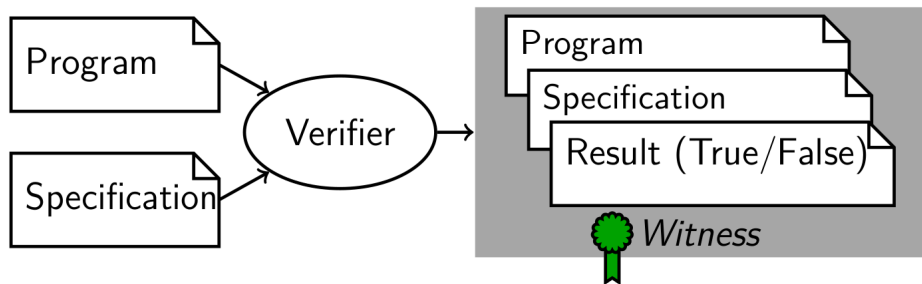 Program
Specification
Verifier
Program
Specification
Result (True/False)
Witness